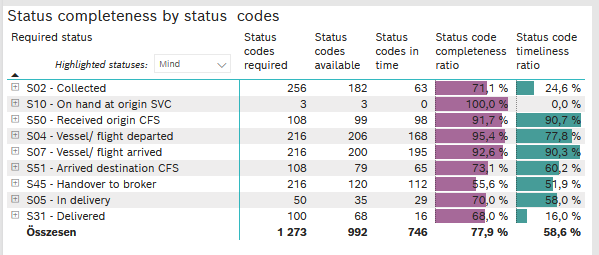 Status completeness by status codes
Required status Status codes required Status codes available Status codes in time Status code completeness ratio Status code timeliness ratio
Highlighted statuses: Mind
S02 - Collected 256 182 63 71,1 % 24,6 %
S10 - On hand at origin SVC 3 3 0 100,0 % 0,0 %
S50 - Received origin CFS 108 99 98 91,7 % 90,7 %
S04 - Vessel/ flight departed 216 206 168 95,4 % 77,8 %
S07 - Vessel/ flight arrived 216 200 195 92,6 % 90,3 %
S51 - Arrived destination CFS 108 79 65 73,1 % 60,2 %
S45 - Handover to broker 216 120 112 55,6 % 51,9 %
S05 - In delivery 50 35 29 70,0 % 58,0 %
S31 - Delivered 100 68 16 68,0 % 16,0 %
Összesen 1 273 992 746 77,9 % 58,6 %